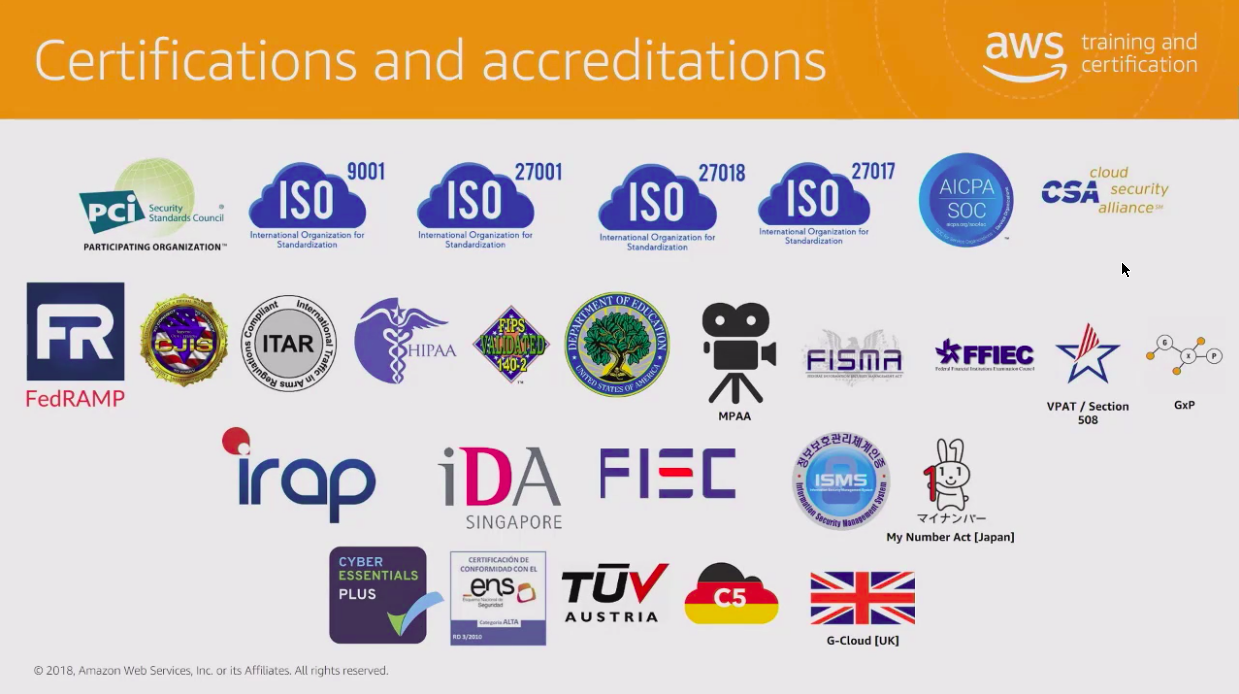 Certifications and accreditations
aws training and certification
PCi Security Standards Council
PARTICIPATING ORGANIZATION™
ISO 9001
International Organization for
Standardization
ISO 27001
International Organization for
Standardization
ISO 27018
International Organization for
Standardization
ISO 27017
International Organization for
Standardization
AICPA
SOC
CSA cloud security alliance℠
FR
FedRAMP
CJIS
International Traffic in Arms Regulations Compliant
ITAR
HIPAA
FIPS
VALIDATED
140-2
™
DEPARTMENT OF EDUCATION
UNITED STATES OF AMERICA
MPAA
FISMA
FFIEC
Federal Financial Institutions Examination Council
VPAT / Section
508
G X P
GxP
irap
iDA
SINGAPORE
FIEC
정보보호관리체계인증
ISMS
Information Security Management System
1
マイナンバー
My Number Act [Japan]
CYBER
ESSENTIALS
PLUS
CERTIFICACIÓN DE
CONFORMIDAD CON EL
ens
Esquema Nacional de
Seguridad
Categoría ALTA
RD 3/2010
TÜV
AUSTRIA
C5
G-Cloud [UK]
© 2018, Amazon Web Services, Inc. or its Affiliates. All rights reserved.